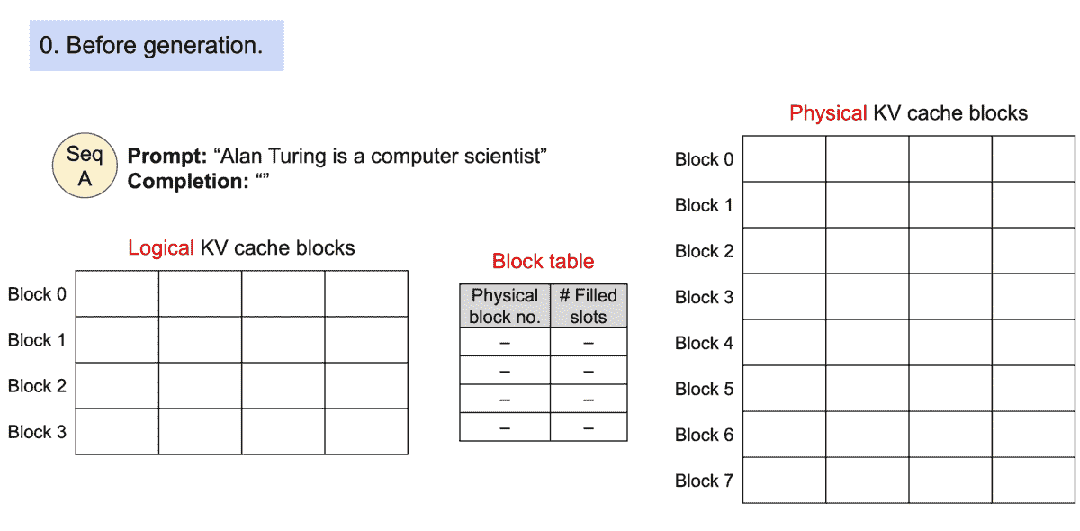 0. Before generation.
Seq
A
Prompt: “Alan Turing is a computer scientist”
Completion: “”
Logical KV cache blocks
Block 0
Block 1
Block 2
Block 3
Block table
Physical block no. # Filled slots
– –
– –
– –
– –
Physical KV cache blocks
Block 0
Block 1
Block 2
Block 3
Block 4
Block 5
Block 6
Block 7